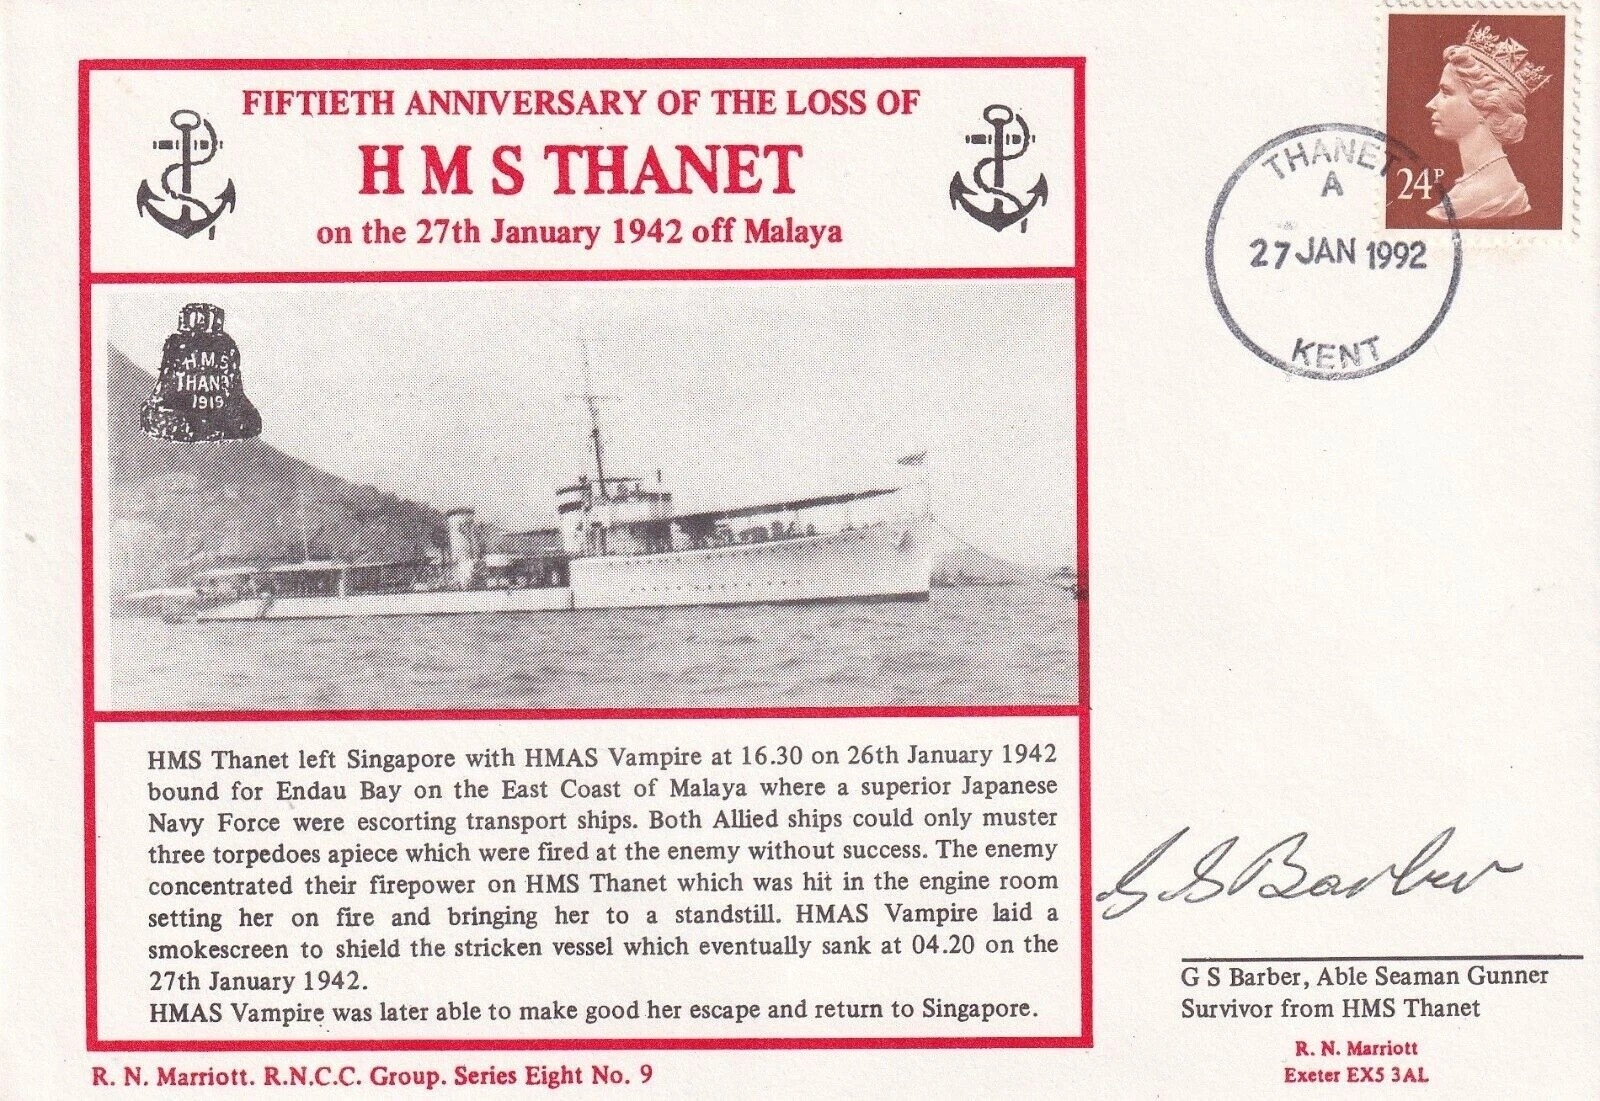 FIFTIETH ANNIVERSARY OF THE LOSS OF
H M S THANET
on the 27th January 1942 off Malaya
24P
THANET
A
27 JAN 1992
KENT
H.M.S
THANET
1919
HMS Thanet left Singapore with HMAS Vampire at 16.30 on 26th January 1942
bound for Endau Bay on the East Coast of Malaya where a superior Japanese
Navy Force were escorting transport ships. Both Allied ships could only muster
three torpedoes apiece which were fired at the enemy without success. The enemy
concentrated their firepower on HMS Thanet which was hit in the engine room
setting her on fire and bringing her to a standstill. HMAS Vampire laid a
smokescreen to shield the stricken vessel which eventually sank at 04.20 on the
27th January 1942.
HMAS Vampire was later able to make good her escape and return to Singapore.
G S Barber
G S Barber, Able Seaman Gunner
Survivor from HMS Thanet
R. N. Marriott
Exeter EX5 3AL
R. N. Marriott. R.N.C.C. Group. Series Eight No. 9